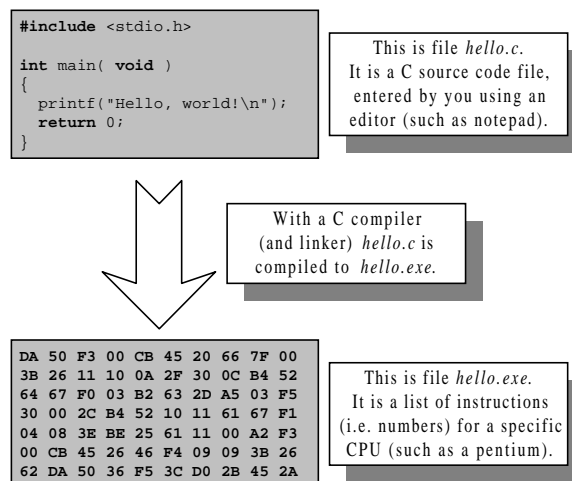 #include <stdio.h>
int main( void )
{
printf("Hello, world!\n");
return 0;
}
This is file hello.c.
It is a C source code file,
entered by you using an
editor (such as notepad).
With a C compiler
(and linker) hello.c is
compiled to hello.exe.
DA 50 F3 00 CB 45 20 66 7F 00
3B 26 11 10 0A 2F 30 0C B4 52
64 67 F0 03 B2 63 2D A5 03 F5
30 00 2C B4 52 10 11 61 67 F1
04 08 3E BE 25 61 11 00 A2 F3
00 CB 45 26 46 F4 09 09 3B 26
62 DA 50 36 F5 3C D0 2B 45 2A
This is file hello.exe.
It is a list of instructions
(i.e. numbers) for a specific
CPU (such as a pentium).